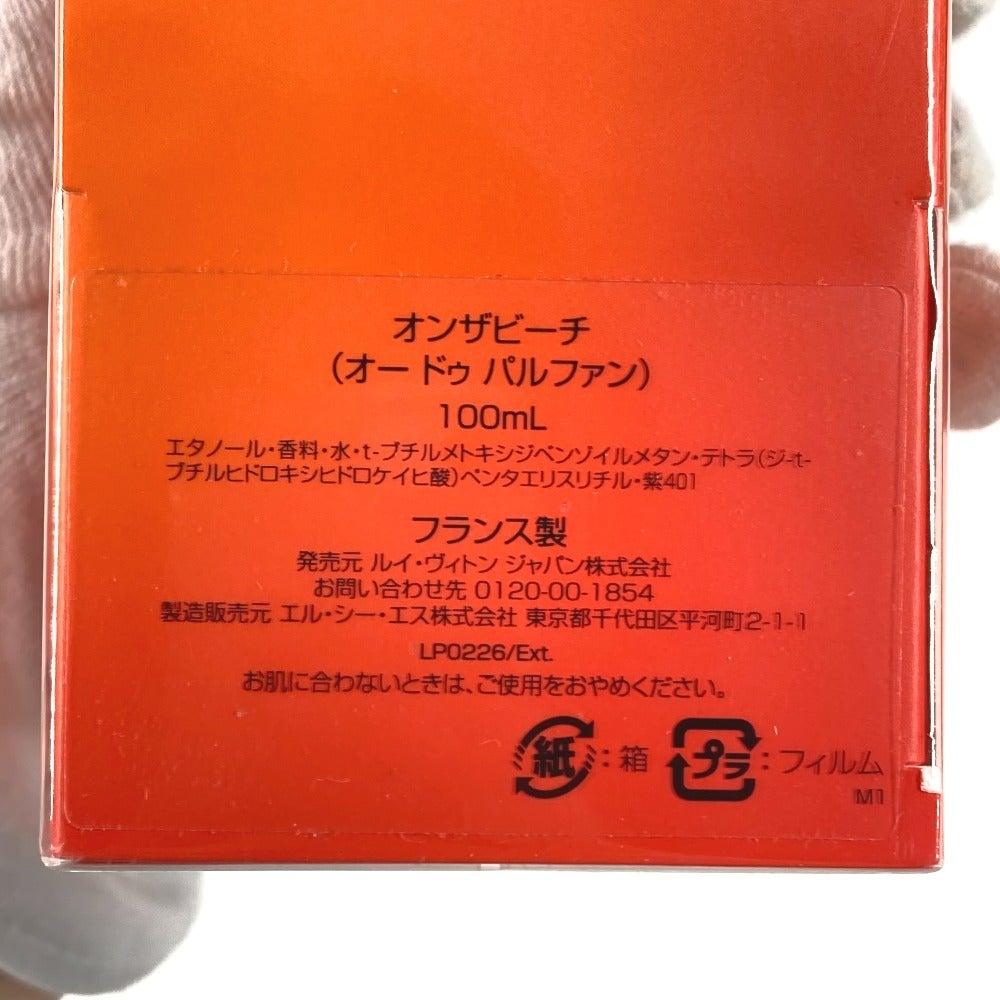 オンザビーチ
(オー ドゥ パルファン)
100mL
エタノール・香料・水・t-ブチルメトキシジベンゾイルメタン・テトラ(ジ-t-
ブチルヒドロキシヒドロケイヒ酸)ペンタエリスリチル・紫401
フランス製
発売元 ルイ・ヴィトン ジャパン株式会社
お問い合わせ先 0120-00-1854
製造販売元 エル・シー・エス株式会社 東京都千代田区平河町2-1-1
LP0226/Ext.
お肌に合わないときは、ご使用をおやめください。
紙:箱 プラ:フィルム
M1